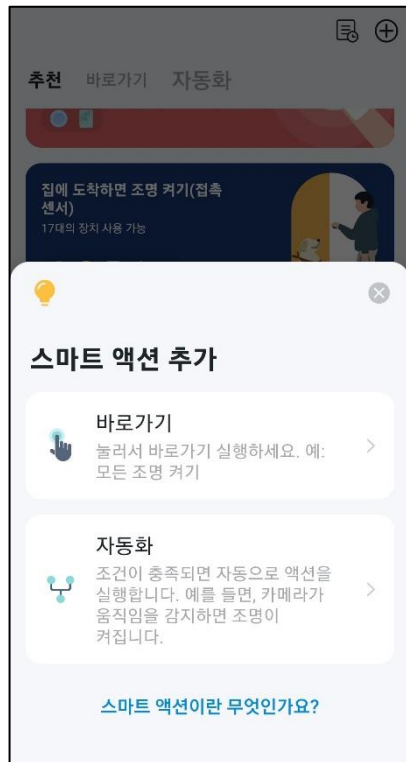 추천 바로가기 자동화
집에 도착하면 조명 켜기(접촉
센서)
17대의 장치 사용 가능
스마트 액션 추가
바로가기
눌러서 바로가기 실행하세요. 예:
모든 조명 켜기
자동화
조건이 충족되면 자동으로 액션을
실행합니다. 예를 들면, 카메라가
움직임을 감지하면 조명이
켜집니다.
스마트 액션이란 무엇인가요?